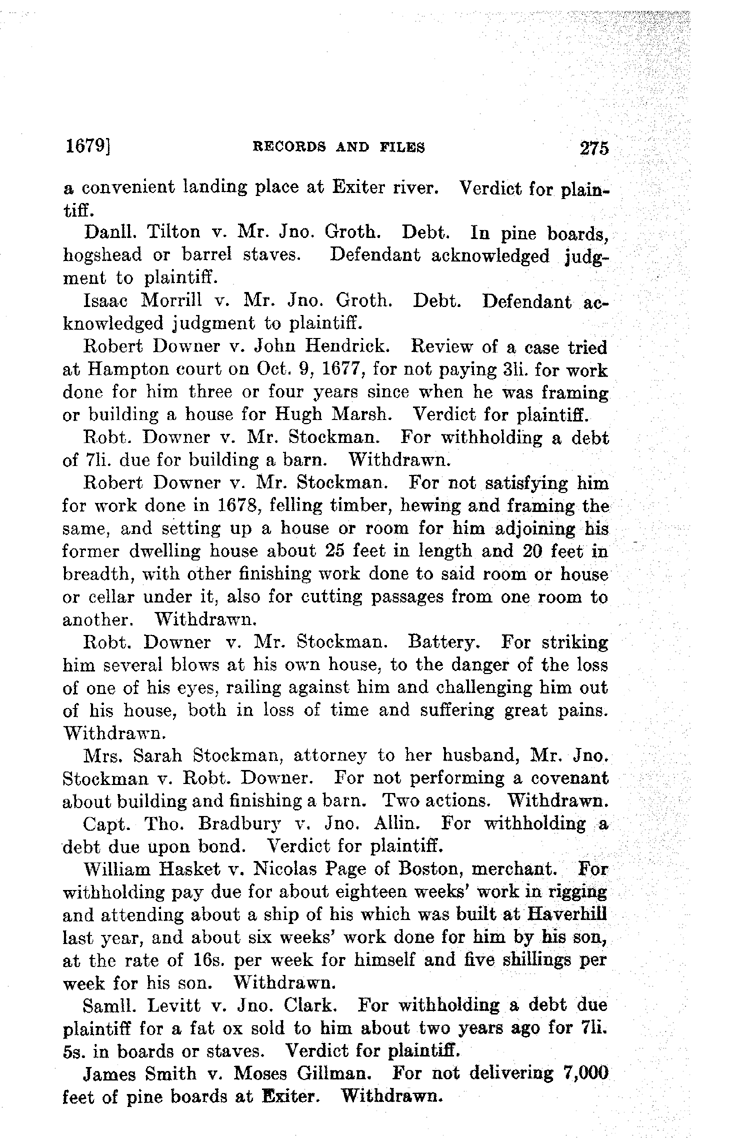 1679] RECORDS AND FILES 275
a convenient landing place at Exiter river. Verdict for plain-
tiff.
Danll. Tilton v. Mr. Jno. Groth. Debt. In pine boards,
hogshead or barrel staves. Defendant acknowledged judg-
ment to plaintiff.
Isaac Morrill v. Mr. Jno. Groth. Debt. Defendant ac-
knowledged judgment to plaintiff.
Robert Downer v. John Hendrick. Review of a case tried
at Hampton court on Oct. 9, 1677, for not paying 3li. for work
done for him three or four years since when he was framing
or building a house for Hugh Marsh. Verdict for plaintiff.
Robt. Downer v. Mr. Stockman. For withholding a debt
of 7li. due for building a barn. Withdrawn.
Robert Downer v. Mr. Stockman. For not satisfying him
for work done in 1678, felling timber, hewing and framing the
same, and setting up a house or room for him adjoining his
former dwelling house about 25 feet in length and 20 feet in
breadth, with other finishing work done to said room or house
or cellar under it, also for cutting passages from one room to
another. Withdrawn.
Robt. Downer v. Mr. Stockman. Battery. For striking
him several blows at his own house, to the danger of the loss
of one of his eyes, railing against him and challenging him out
of his house, both in loss of time and suffering great pains.
Withdrawn.
Mrs. Sarah Stockman, attorney to her husband, Mr. Jno.
Stockman v. Robt. Downer. For not performing a covenant
about building and finishing a barn. Two actions. Withdrawn.
Capt. Tho. Bradbury v. Jno. Allin. For withholding a
debt due upon bond. Verdict for plaintiff.
William Hasket v. Nicolas Page of Boston, merchant. For
withholding pay due for about eighteen weeks' work in rigging
and attending about a ship of his which was built at Haverhill
last year, and about six weeks' work done for him by his son,
at the rate of 16s. per week for himself and five shillings per
week for his son. Withdrawn.
Samll. Levitt v. Jno. Clark. For withholding a debt due
plaintiff for a fat ox sold to him about two years ago for 7li.
5s. in boards or staves. Verdict for plaintiff.
James Smith v. Moses Gillman. For not delivering 7,000
feet of pine boards at Exiter. Withdrawn.